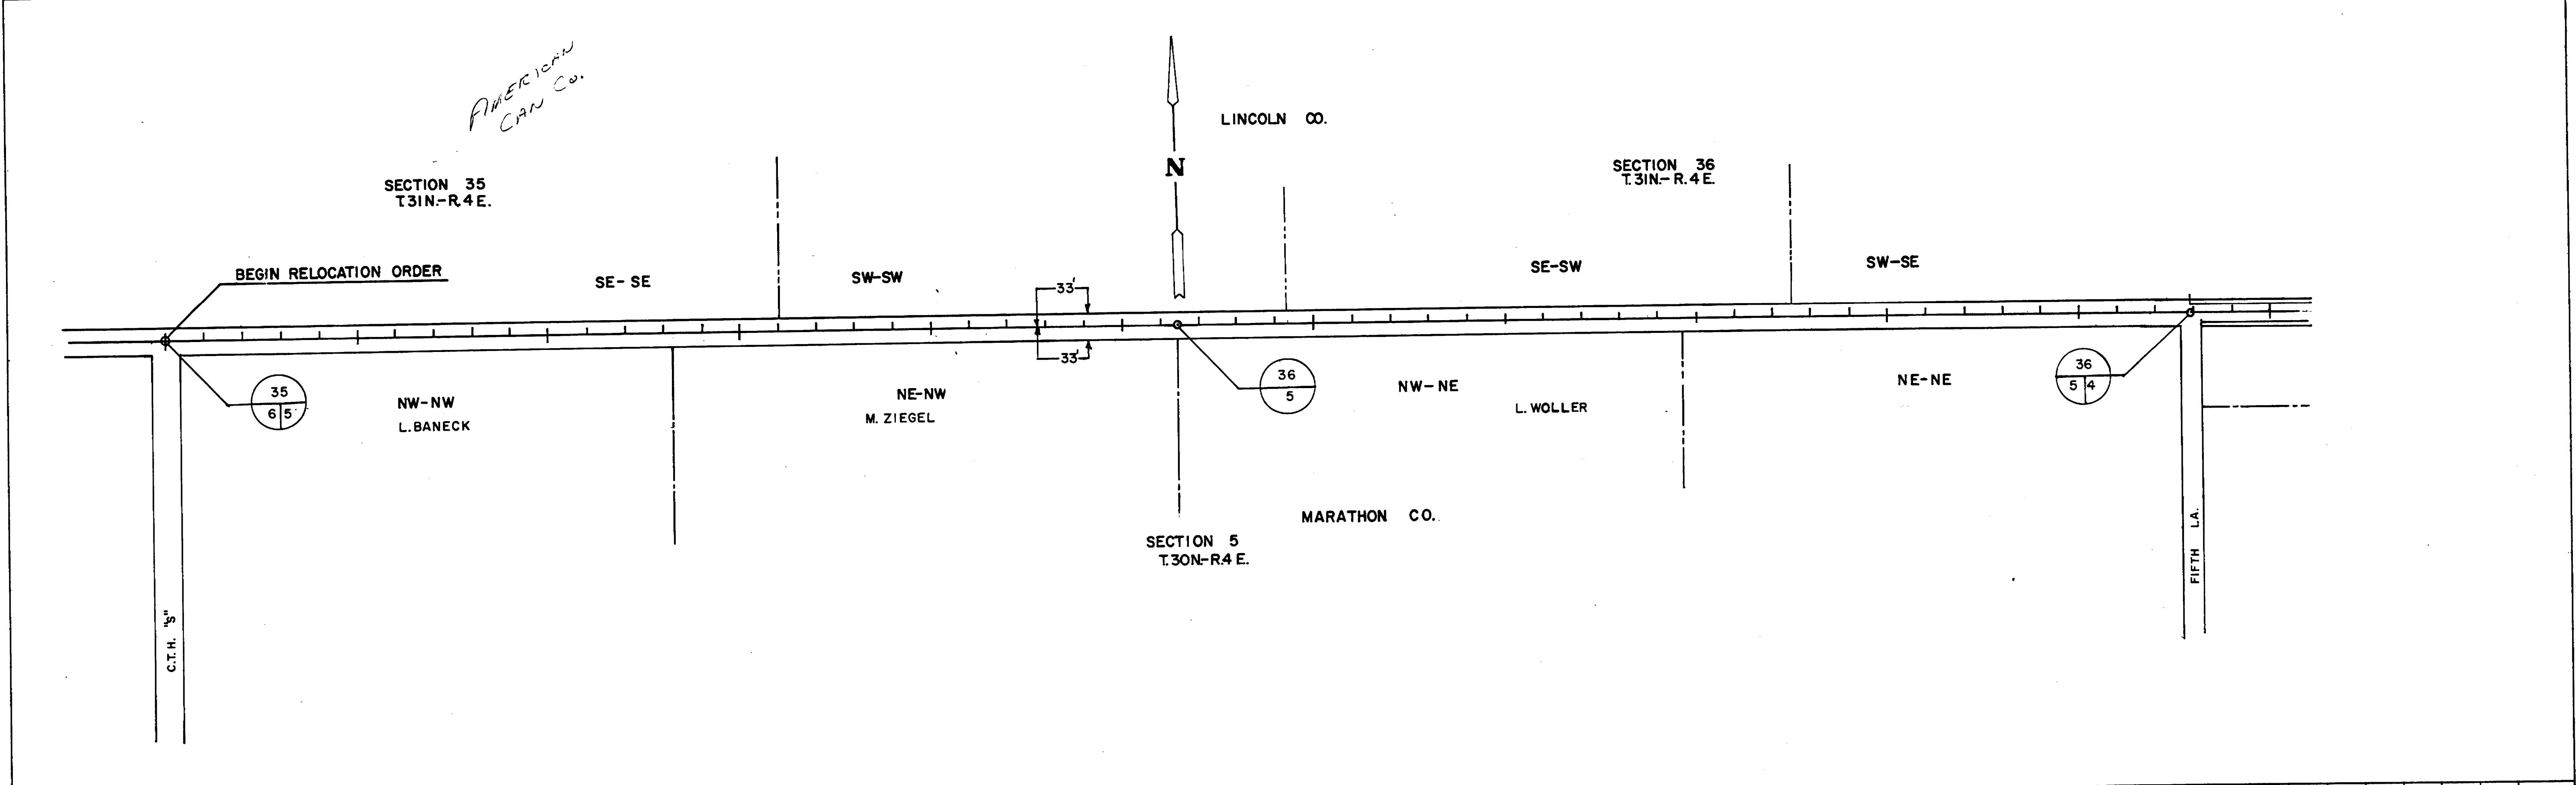 AMERICAN
CAN CO.
LINCOLN CO.
N
SECTION 35
T.31N.-R.4E.
SECTION 36
T.31N.-R.4E.
BEGIN RELOCATION ORDER
SE-SE
SW-SW
SE-SW
SW-SE
33'
33'
35
6 5
NW-NW
L.BANECK
NE-NW
M. ZIEGEL
36
5
NW-NE
L. WOLLER
NE-NE
36
5 4
MARATHON CO.
SECTION 5
T.30N-R.4E.
C.T.H. "S"
FIFTH LA.